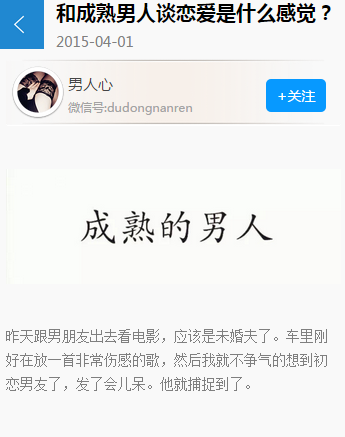 和成熟男人谈恋爱是什么感觉？
2015-04-01
男人心
微信号:dudongnanren
+关注
成熟的男人
昨天跟男朋友出去看电影，应该是未婚夫了。车里刚
好在放一首非常伤感的歌，然后我就不争气的想到初
恋男友了，发了会儿呆。他就捕捉到了。